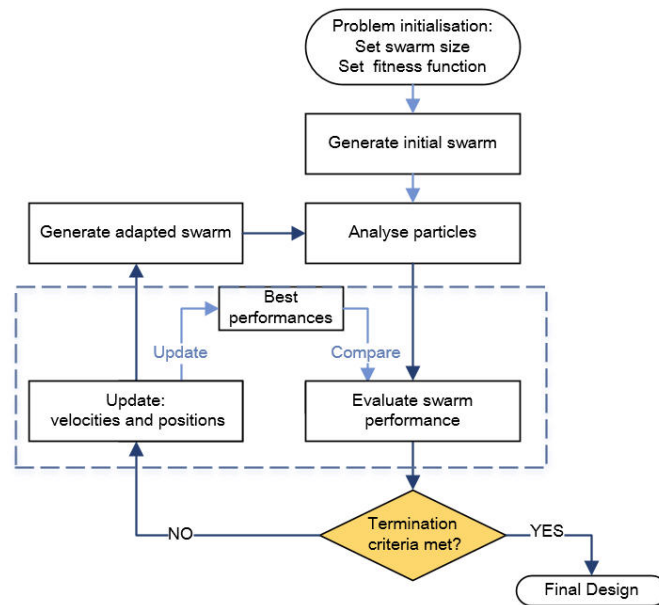 Problem initialisation:
Set swarm size
Set fitness function
Generate initial swarm
Generate adapted swarm
Analyse particles
Best
performances
Update
Compare
Update:
velocities and positions
Evaluate swarm
performance
Termination
criteria met?
NO
YES
Final Design